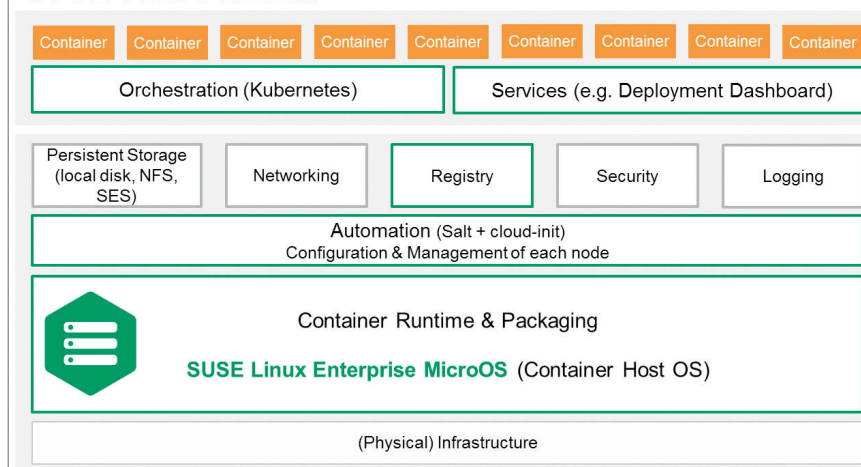 Container Container Container Container Container Container Container Container Container
Orchestration (Kubernetes)
Services (e.g. Deployment Dashboard)
Persistent Storage
(local disk, NFS,
SES)
Networking
Registry
Security
Logging
Automation (Salt + cloud-init)
Configuration & Management of each node
Container Runtime & Packaging
SUSE Linux Enterprise MicroOS (Container Host OS)
(Physical) Infrastructure